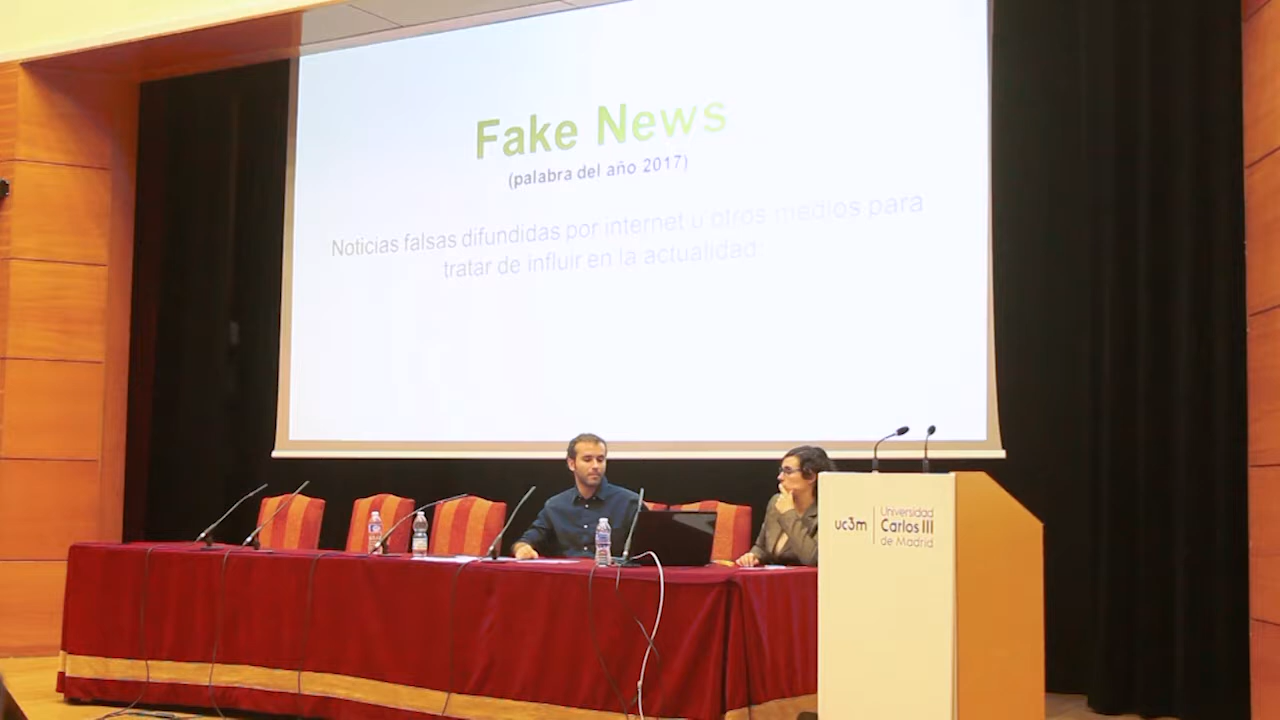 Fake News
(palabra del año 2017)
Noticias falsas difundidas por internet u otros medios para
tratar de influir en la actualidad.
uc3m
Universidad
Carlos III
de Madrid